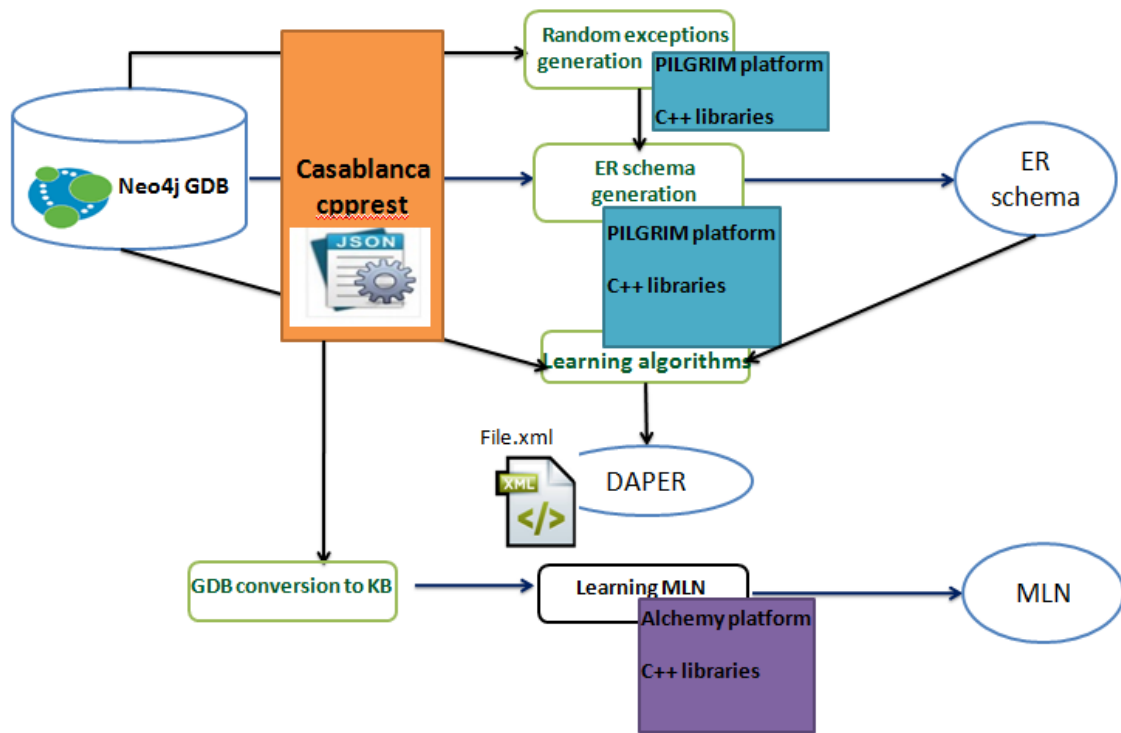 Random exceptions
generation
PILGRIM platform
C++ libraries
Neo4j GDB
Casablanca
cpprest
JSON
ER schema
generation
ER
schema
PILGRIM platform
C++ libraries
Learning algorithms
File.xml
XML
</>
DAPER
GDB conversion to KB
Learning MLN
MLN
Alchemy platform
C++ libraries